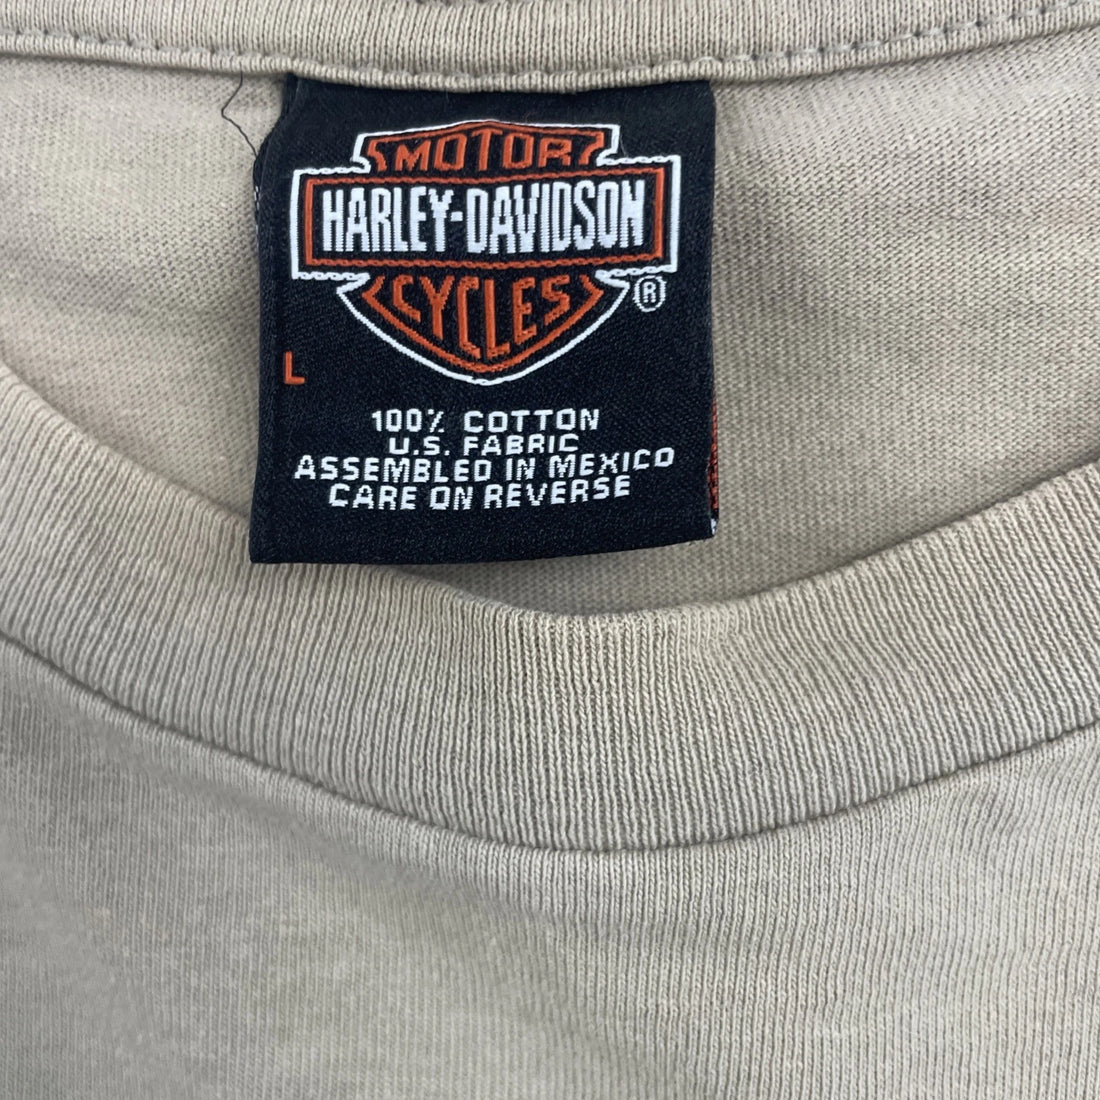 MOTOR
HARLEY-DAVIDSON
CYCLES
®
L
100% COTTON
U.S. FABRIC
ASSEMBLED IN MEXICO
CARE ON REVERSE